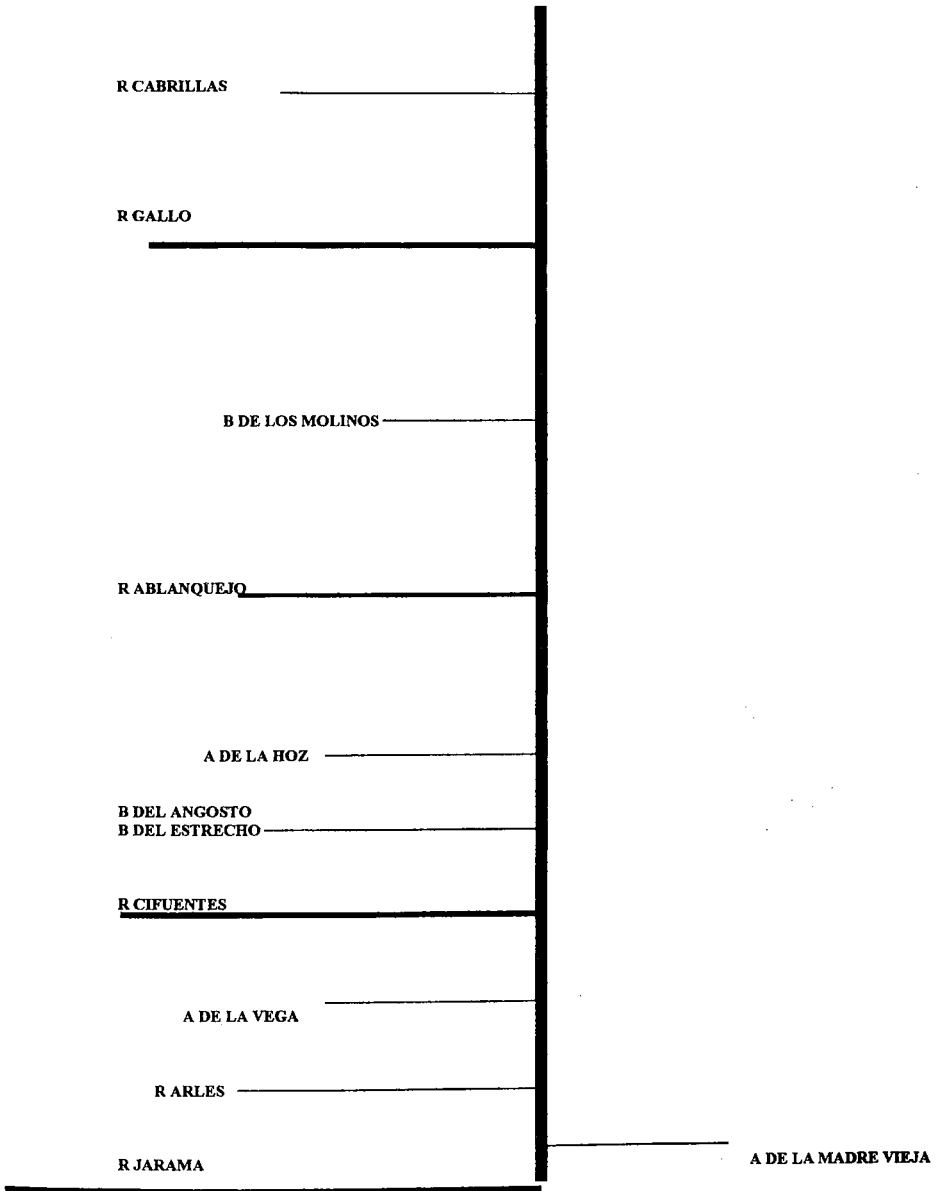 R CABRILLAS
R GALLO
B DE LOS MOLINOS
R ABLANQUEJO
A DE LA HOZ
B DEL ANGOSTO
B DEL ESTRECHO
R CIFUENTES
A DE LA VEGA
R ARLES
A DE LA MADRE VIEJA
R JARAMA